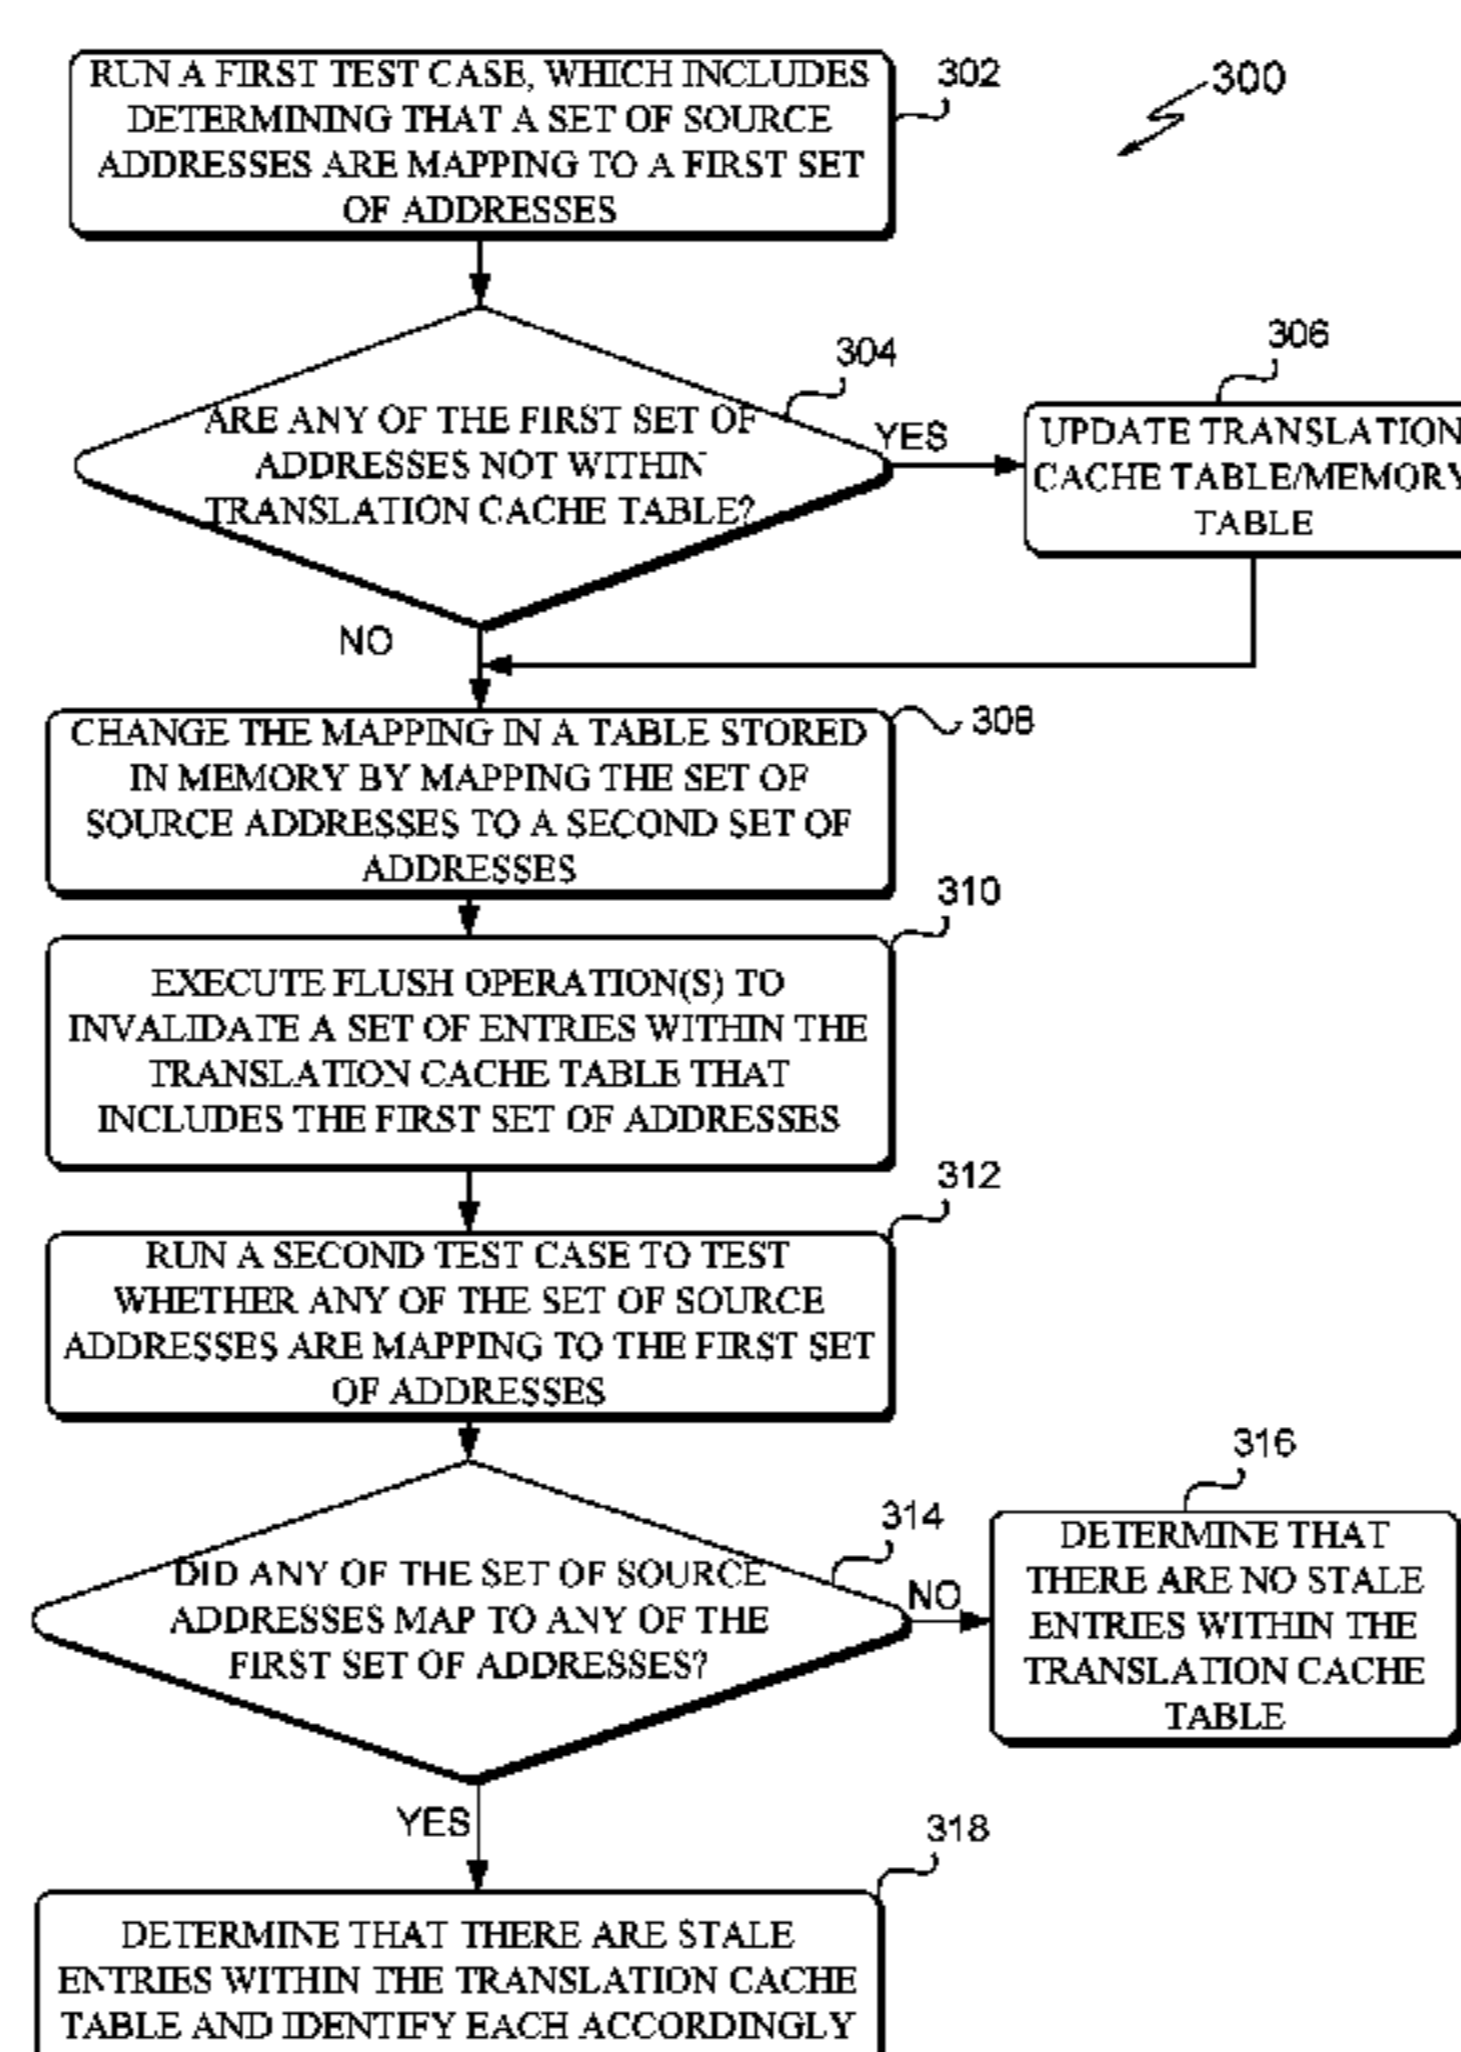 RUN A FIRST TEST CASE, WHICH INCLUDES
DETERMINING THAT A SET OF SOURCE
ADDRESSES ARE MAPPING TO A FIRST SET
OF ADDRESSES
302
300
304
ARE ANY OF THE FIRST SET OF
ADDRESSES NOT WITHIN
TRANSLATION CACHE TABLE?
YES
306
UPDATE TRANSLATION
CACHE TABLE/MEMORY
TABLE
NO
308
CHANGE THE MAPPING IN A TABLE STORED
IN MEMORY BY MAPPING THE SET OF
SOURCE ADDRESSES TO A SECOND SET OF
ADDRESSES
310
EXECUTE FLUSH OPERATION(S) TO
INVALIDATE A SET OF ENTRIES WITHIN THE
TRANSLATION CACHE TABLE THAT
INCLUDES THE FIRST SET OF ADDRESSES
312
RUN A SECOND TEST CASE TO TEST
WHETHER ANY OF THE SET OF SOURCE
ADDRESSES ARE MAPPING TO THE FIRST SET
OF ADDRESSES
314
DID ANY OF THE SET OF SOURCE
ADDRESSES MAP TO ANY OF THE
FIRST SET OF ADDRESSES?
NO
316
DETERMINE THAT
THERE ARE NO STALE
ENTRIES WITHIN THE
TRANSLATION CACHE
TABLE
YES
318
DETERMINE THAT THERE ARE STALE
ENTRIES WITHIN THE TRANSLATION CACHE
TABLE AND IDENTIFY EACH ACCORDINGLY